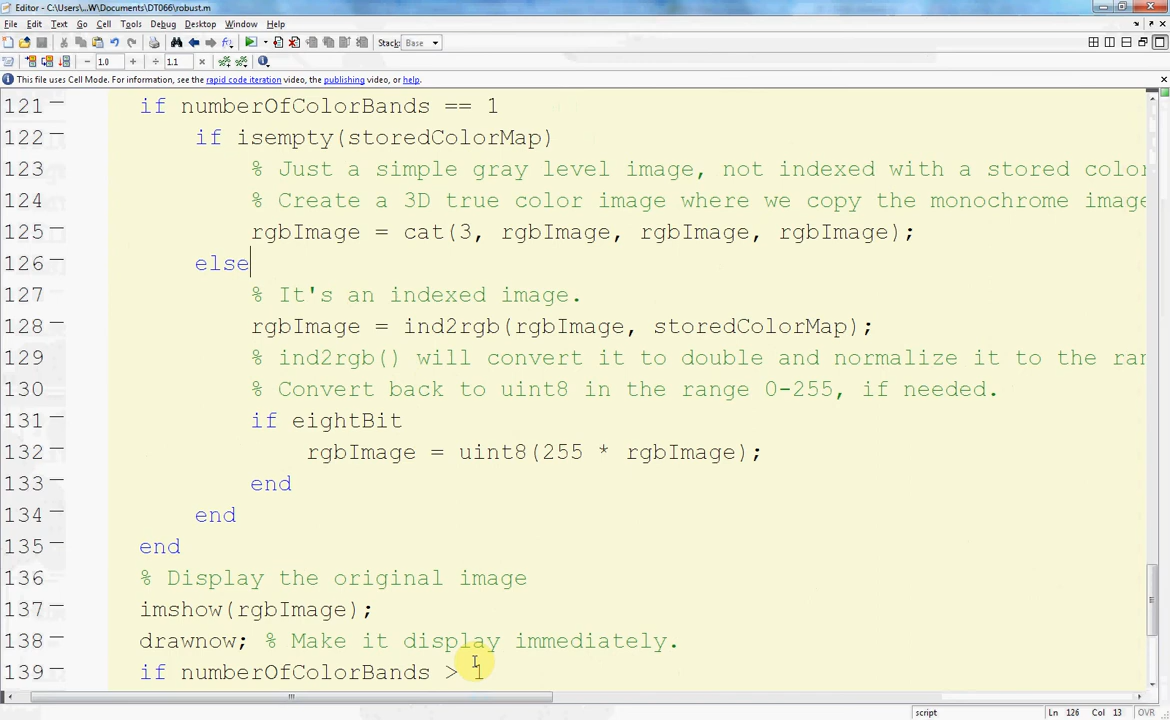 Editor - C:\Users\...W\Documents\DT066\robust.m
File Edit Text Go Cell Tools Debug Desktop Window Help
Stack: Base
1.0 1.1
This file uses Cell Mode. For information, see the rapid code iteration video, the publishing video, or help.
121 if numberOfColorBands == 1
122 if isempty(storedColorMap)
123 % Just a simple gray level image, not indexed with a stored color
124 % Create a 3D true color image where we copy the monochrome image
125 rgbImage = cat(3, rgbImage, rgbImage, rgbImage);
126 else
127 % It's an indexed image.
128 rgbImage = ind2rgb(rgbImage, storedColorMap);
129 % ind2rgb() will convert it to double and normalize it to the ran
130 % Convert back to uint8 in the range 0-255, if needed.
131 if eightBit
132 rgbImage = uint8(255 * rgbImage);
133 end
134 end
135 end
136 % Display the original image
137 imshow(rgbImage);
138 drawnow; % Make it display immediately.
139 if numberOfColorBands > 1
script Ln 126 Col 13 OVR